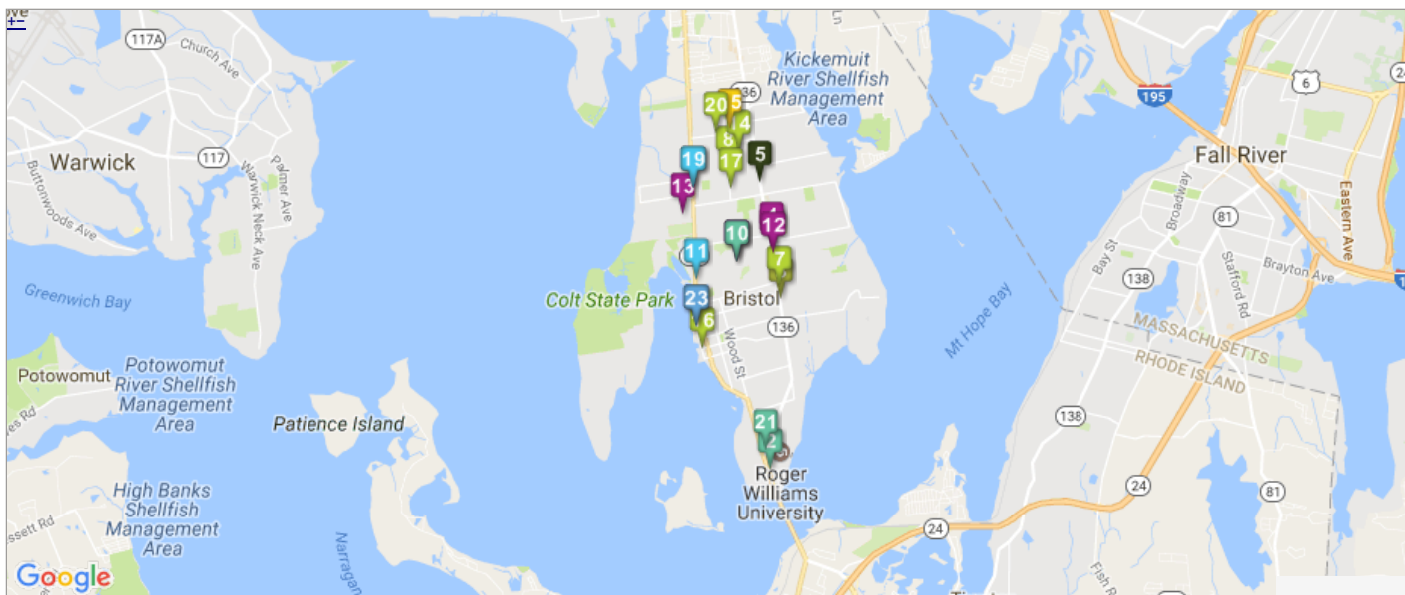 +−
117A
Church Ave
Warwick
117
Buttonwoods Ave
Warwick Neck Ave
Palmer Ave
Greenwich Bay
Potowomut
Potowomut
River Shellfish
Management
Area
Patience Island
High Banks
Shellfish
Management
Area
Google
Ln
Kickemuit
River Shellfish
Management
Area
20
5
14
8
17
5
19
13
12
10
11
7
23
6
Colt State Park
Bristol
136
Wood St
21
2
Roger
Williams
University
Mt Hope Bay
195
6
Fall River
Broadway
81
Eastern Ave
Bay St
138
Stafford Rd
Brayton Ave
MASSACHUSETTS
RHODE ISLAND
138
24
81
24